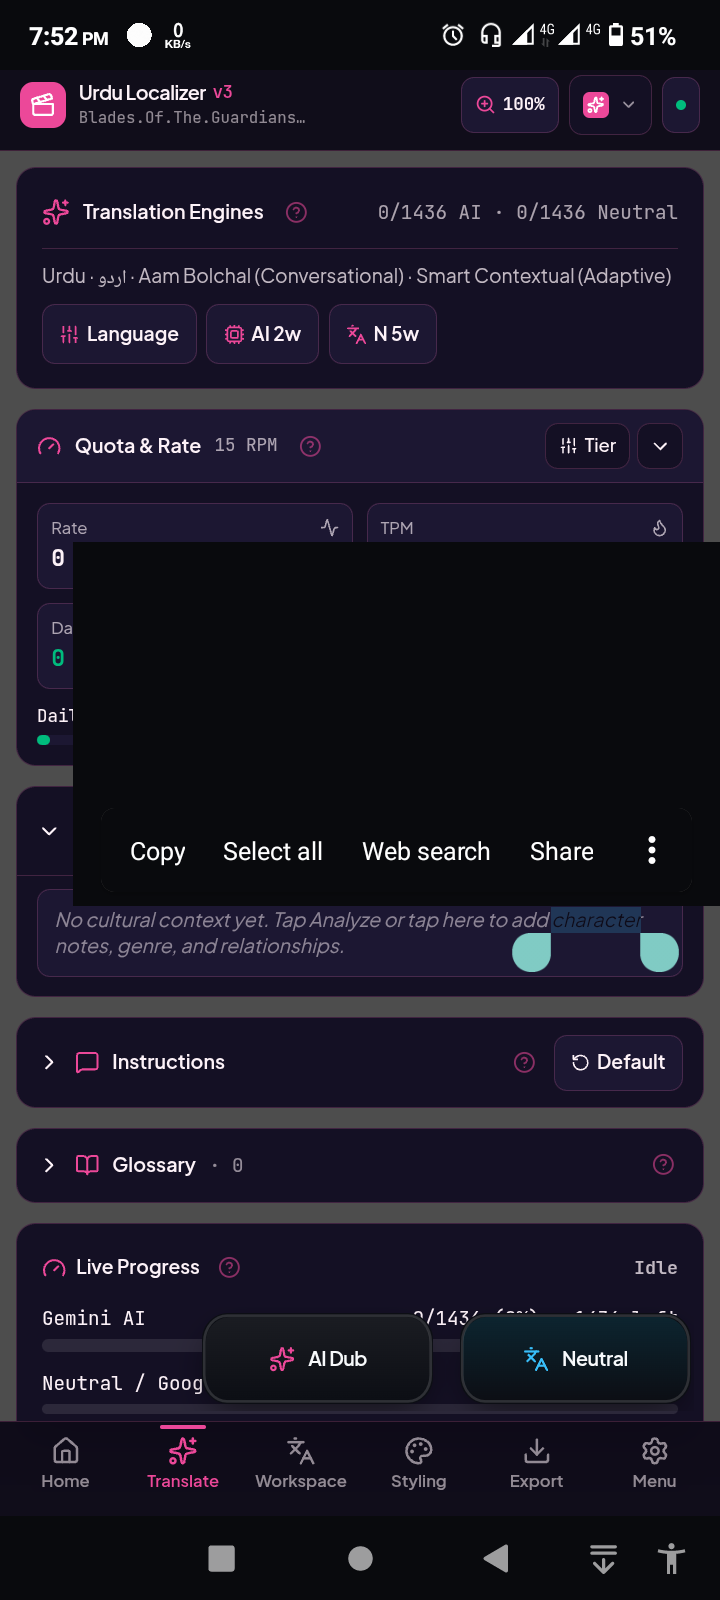 7:52 PM
0
KB/s
4G
4G
51%
Urdu Localizer v3
Blades.Of.The.Guardians…
100%
Translation Engines
0/1436 AI · 0/1436 Neutral
Urdu · اردو · Aam Bolchal (Conversational) · Smart Contextual (Adaptive)
Language
AI 2w
N 5w
Quota & Rate 15 RPM
Tier
Rate
TPM
0
Da
0
Dail
Copy
Select all
Web search
Share
No cultural context yet. Tap Analyze or tap here to add character
notes, genre, and relationships.
Instructions
Default
Glossary · 0
Live Progress
Idle
Gemini AI
Neutral / Goog
AI Dub
Neutral
Home
Translate
Workspace
Styling
Export
Menu